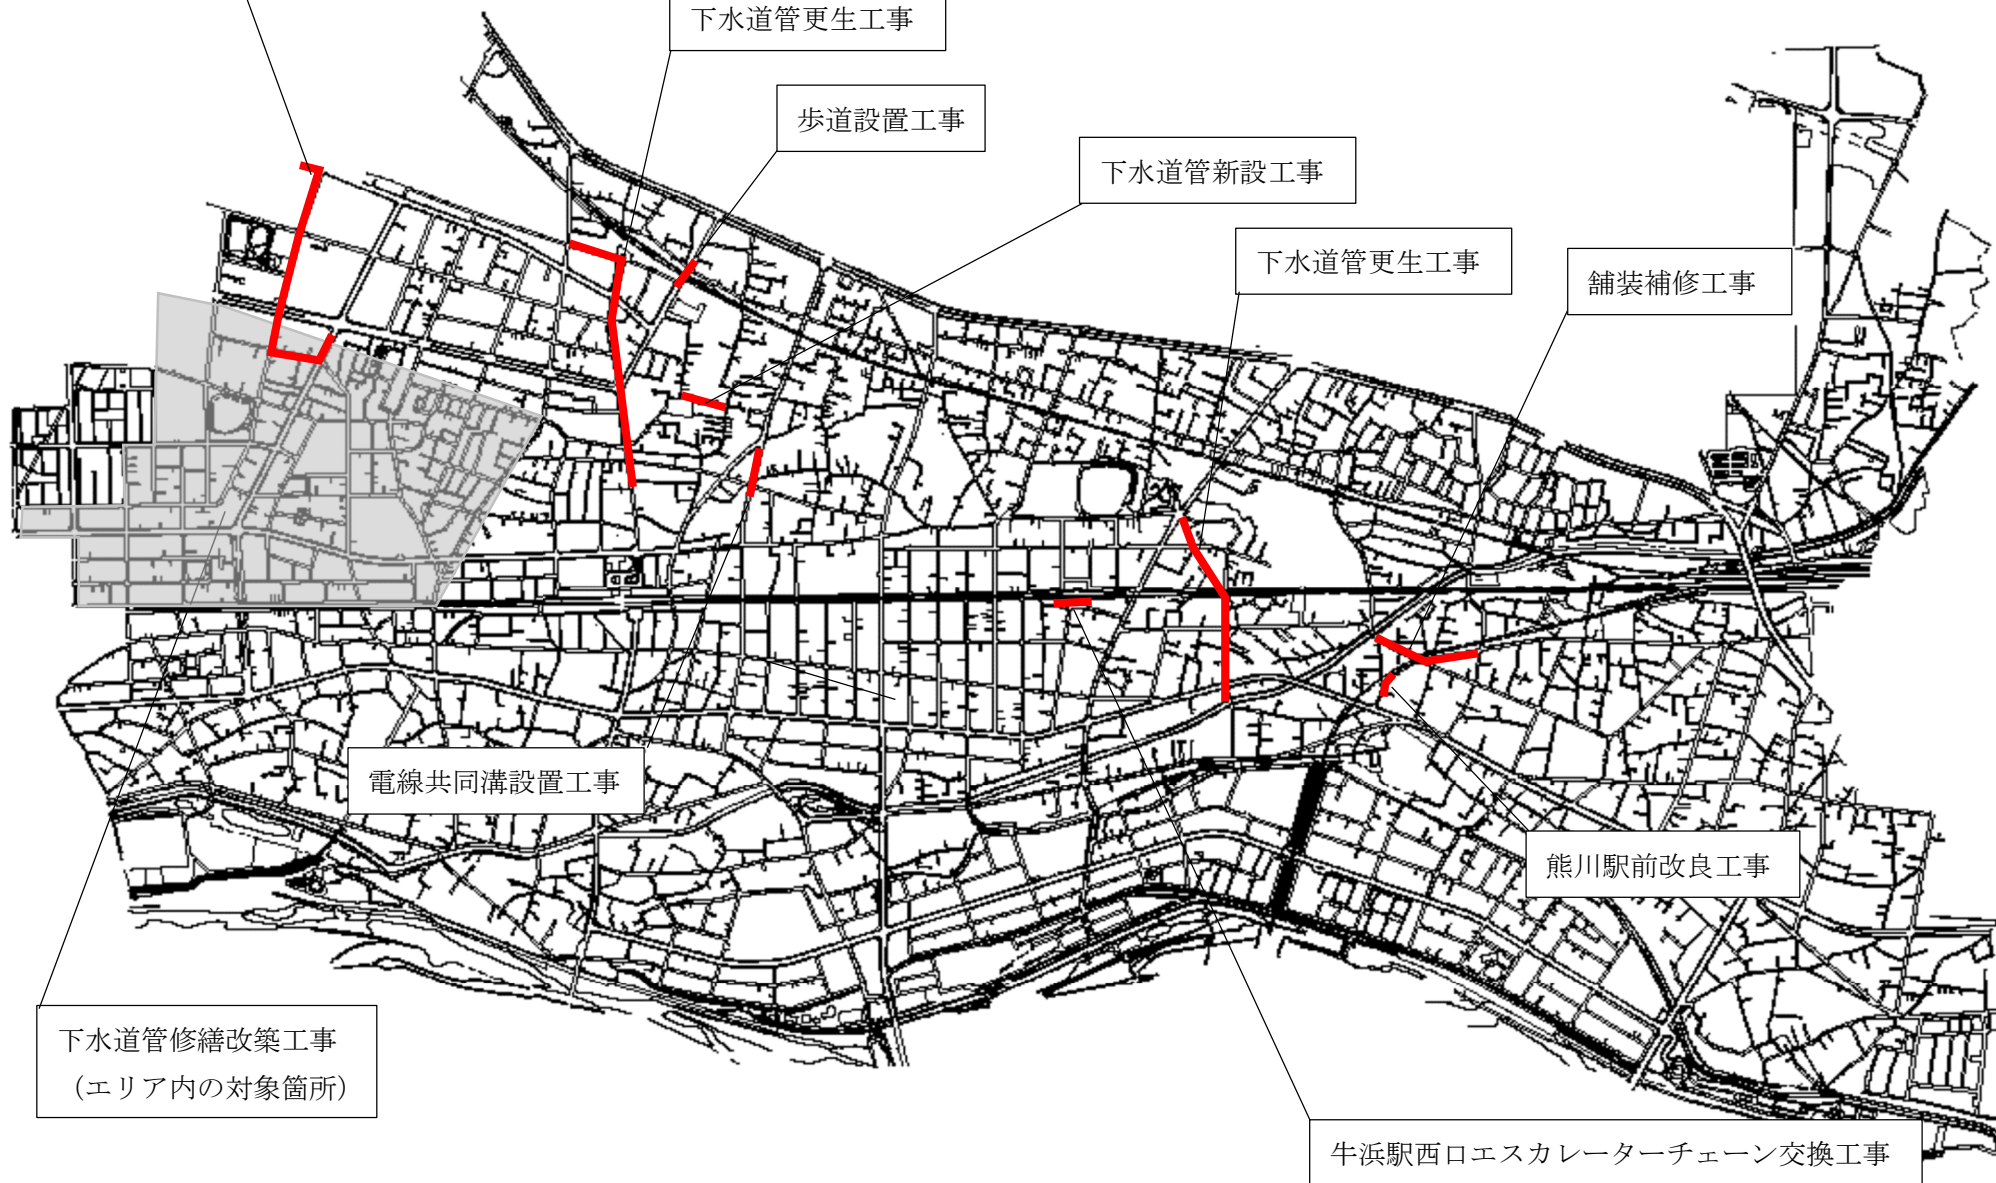 下水道管更生工事
歩道設置工事
下水道管新設工事
下水道管更生工事
舗装補修工事
電線共同溝設置工事
熊川駅前改良工事
下水道管修繕改築工事
（エリア内の対象箇所）
牛浜駅西口エスカレーターチェーン交換工事